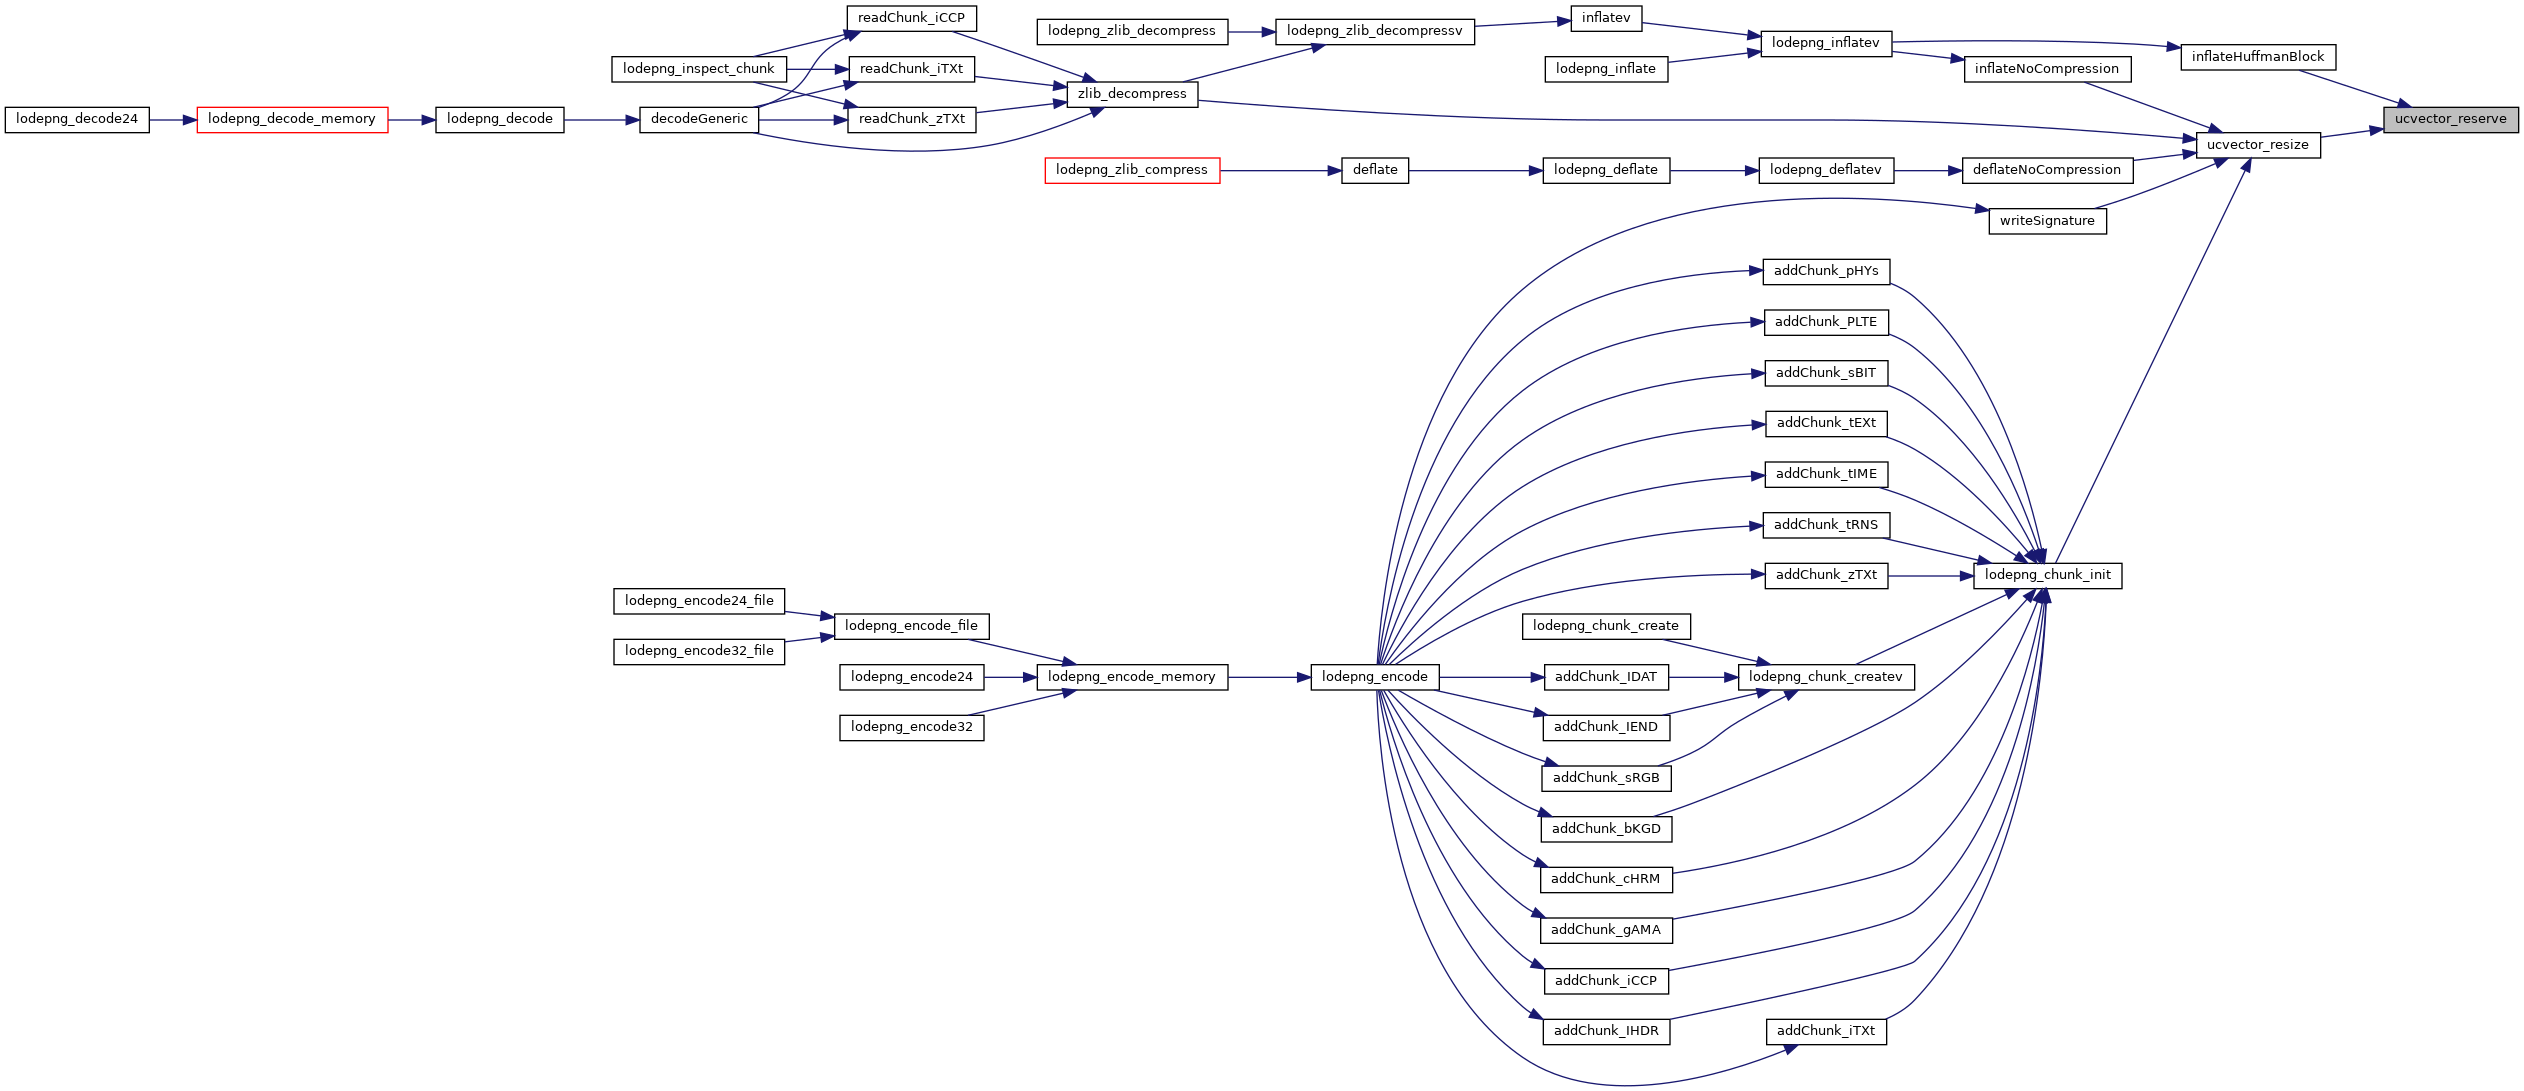 readChunk_iCCP
inflatev
lodepng_zlib_decompress
lodepng_zlib_decompressv
lodepng_inflatev
inflateHuffmanBlock
lodepng_inspect_chunk
readChunk_iTXt
lodepng_inflate
inflateNoCompression
zlib_decompress
lodepng_decode24
lodepng_decode_memory
lodepng_decode
decodeGeneric
readChunk_zTXt
ucvector_reserve
ucvector_resize
lodepng_zlib_compress
deflate
lodepng_deflate
lodepng_deflatev
deflateNoCompression
writeSignature
addChunk_pHYs
addChunk_PLTE
addChunk_sBIT
addChunk_tEXt
addChunk_tIME
addChunk_tRNS
addChunk_zTXt
lodepng_chunk_init
lodepng_encode24_file
lodepng_encode_file
lodepng_chunk_create
lodepng_encode32_file
lodepng_encode24
lodepng_encode_memory
lodepng_encode
addChunk_IDAT
lodepng_chunk_createv
lodepng_encode32
addChunk_IEND
addChunk_sRGB
addChunk_bKGD
addChunk_cHRM
addChunk_gAMA
addChunk_iCCP
addChunk_IHDR
addChunk_iTXt